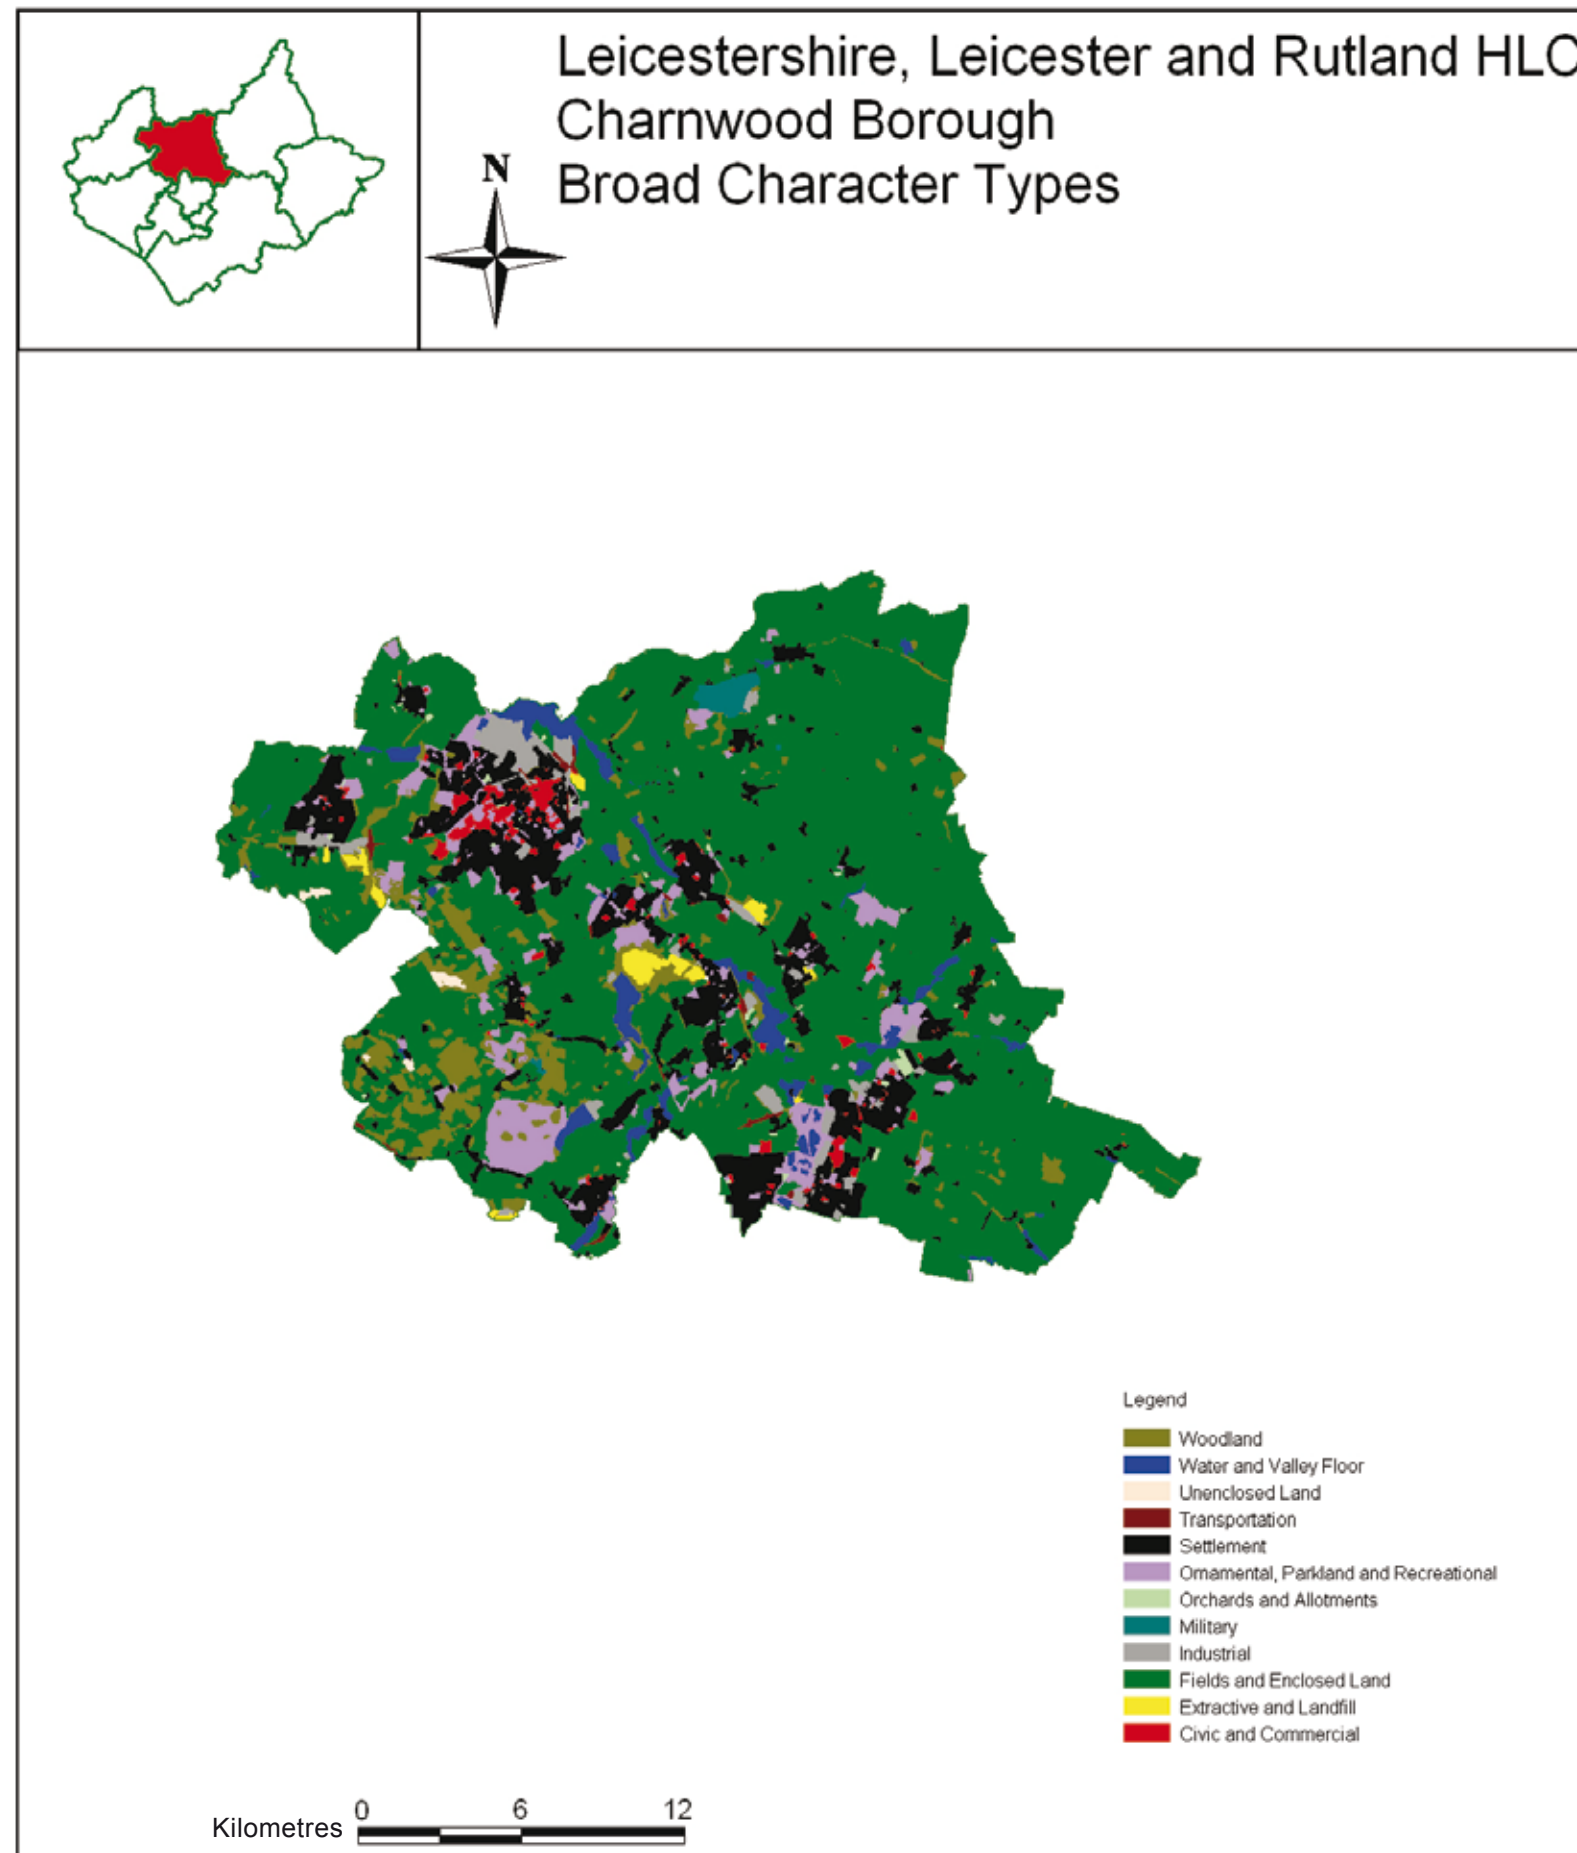 Leicestershire, Leicester and Rutland HLC
Charnwood Borough
Broad Character Types
N
Legend
Woodland
Water and Valley Floor
Unenclosed Land
Transportation
Settlement
Ornamental, Parkland and Recreational
Orchards and Allotments
Military
Industrial
Fields and Enclosed Land
Extractive and Landfill
Civic and Commercial
0 6 12
Kilometres